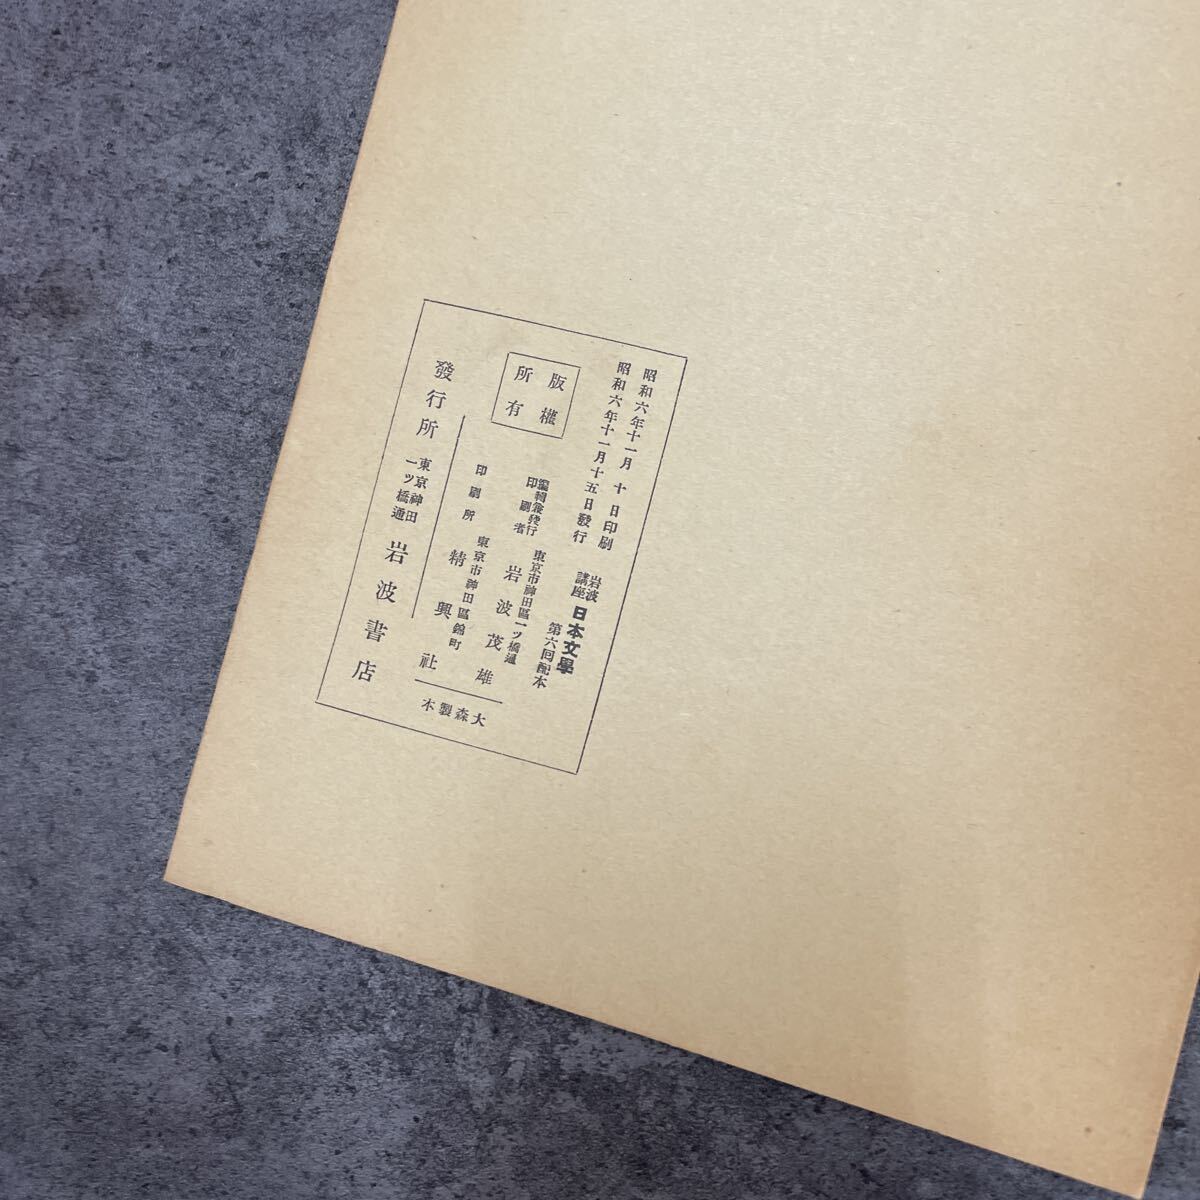 昭和六年十一月　十　日印刷
昭和六年十一月十五日發行
岩波
講座
日本文學
第六回配本
版權
所有
編輯兼發行
印刷者
東京市神田區一ツ橋通
岩波茂雄
印刷所
東京市神田區錦町
精興社
大森製本
發行所
東京神田
一ツ橋通
岩波書店